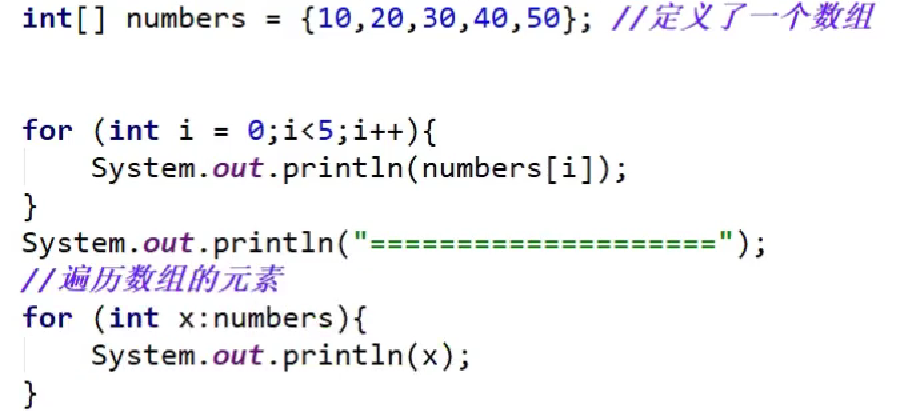 int[] numbers = {10,20,30,40,50}; //定义了一个数组
for (int i = 0;i<5;i++){
System.out.println(numbers[i]);
}
System.out.println("====================");
//遍历数组的元素
for (int x:numbers){
System.out.println(x);
}